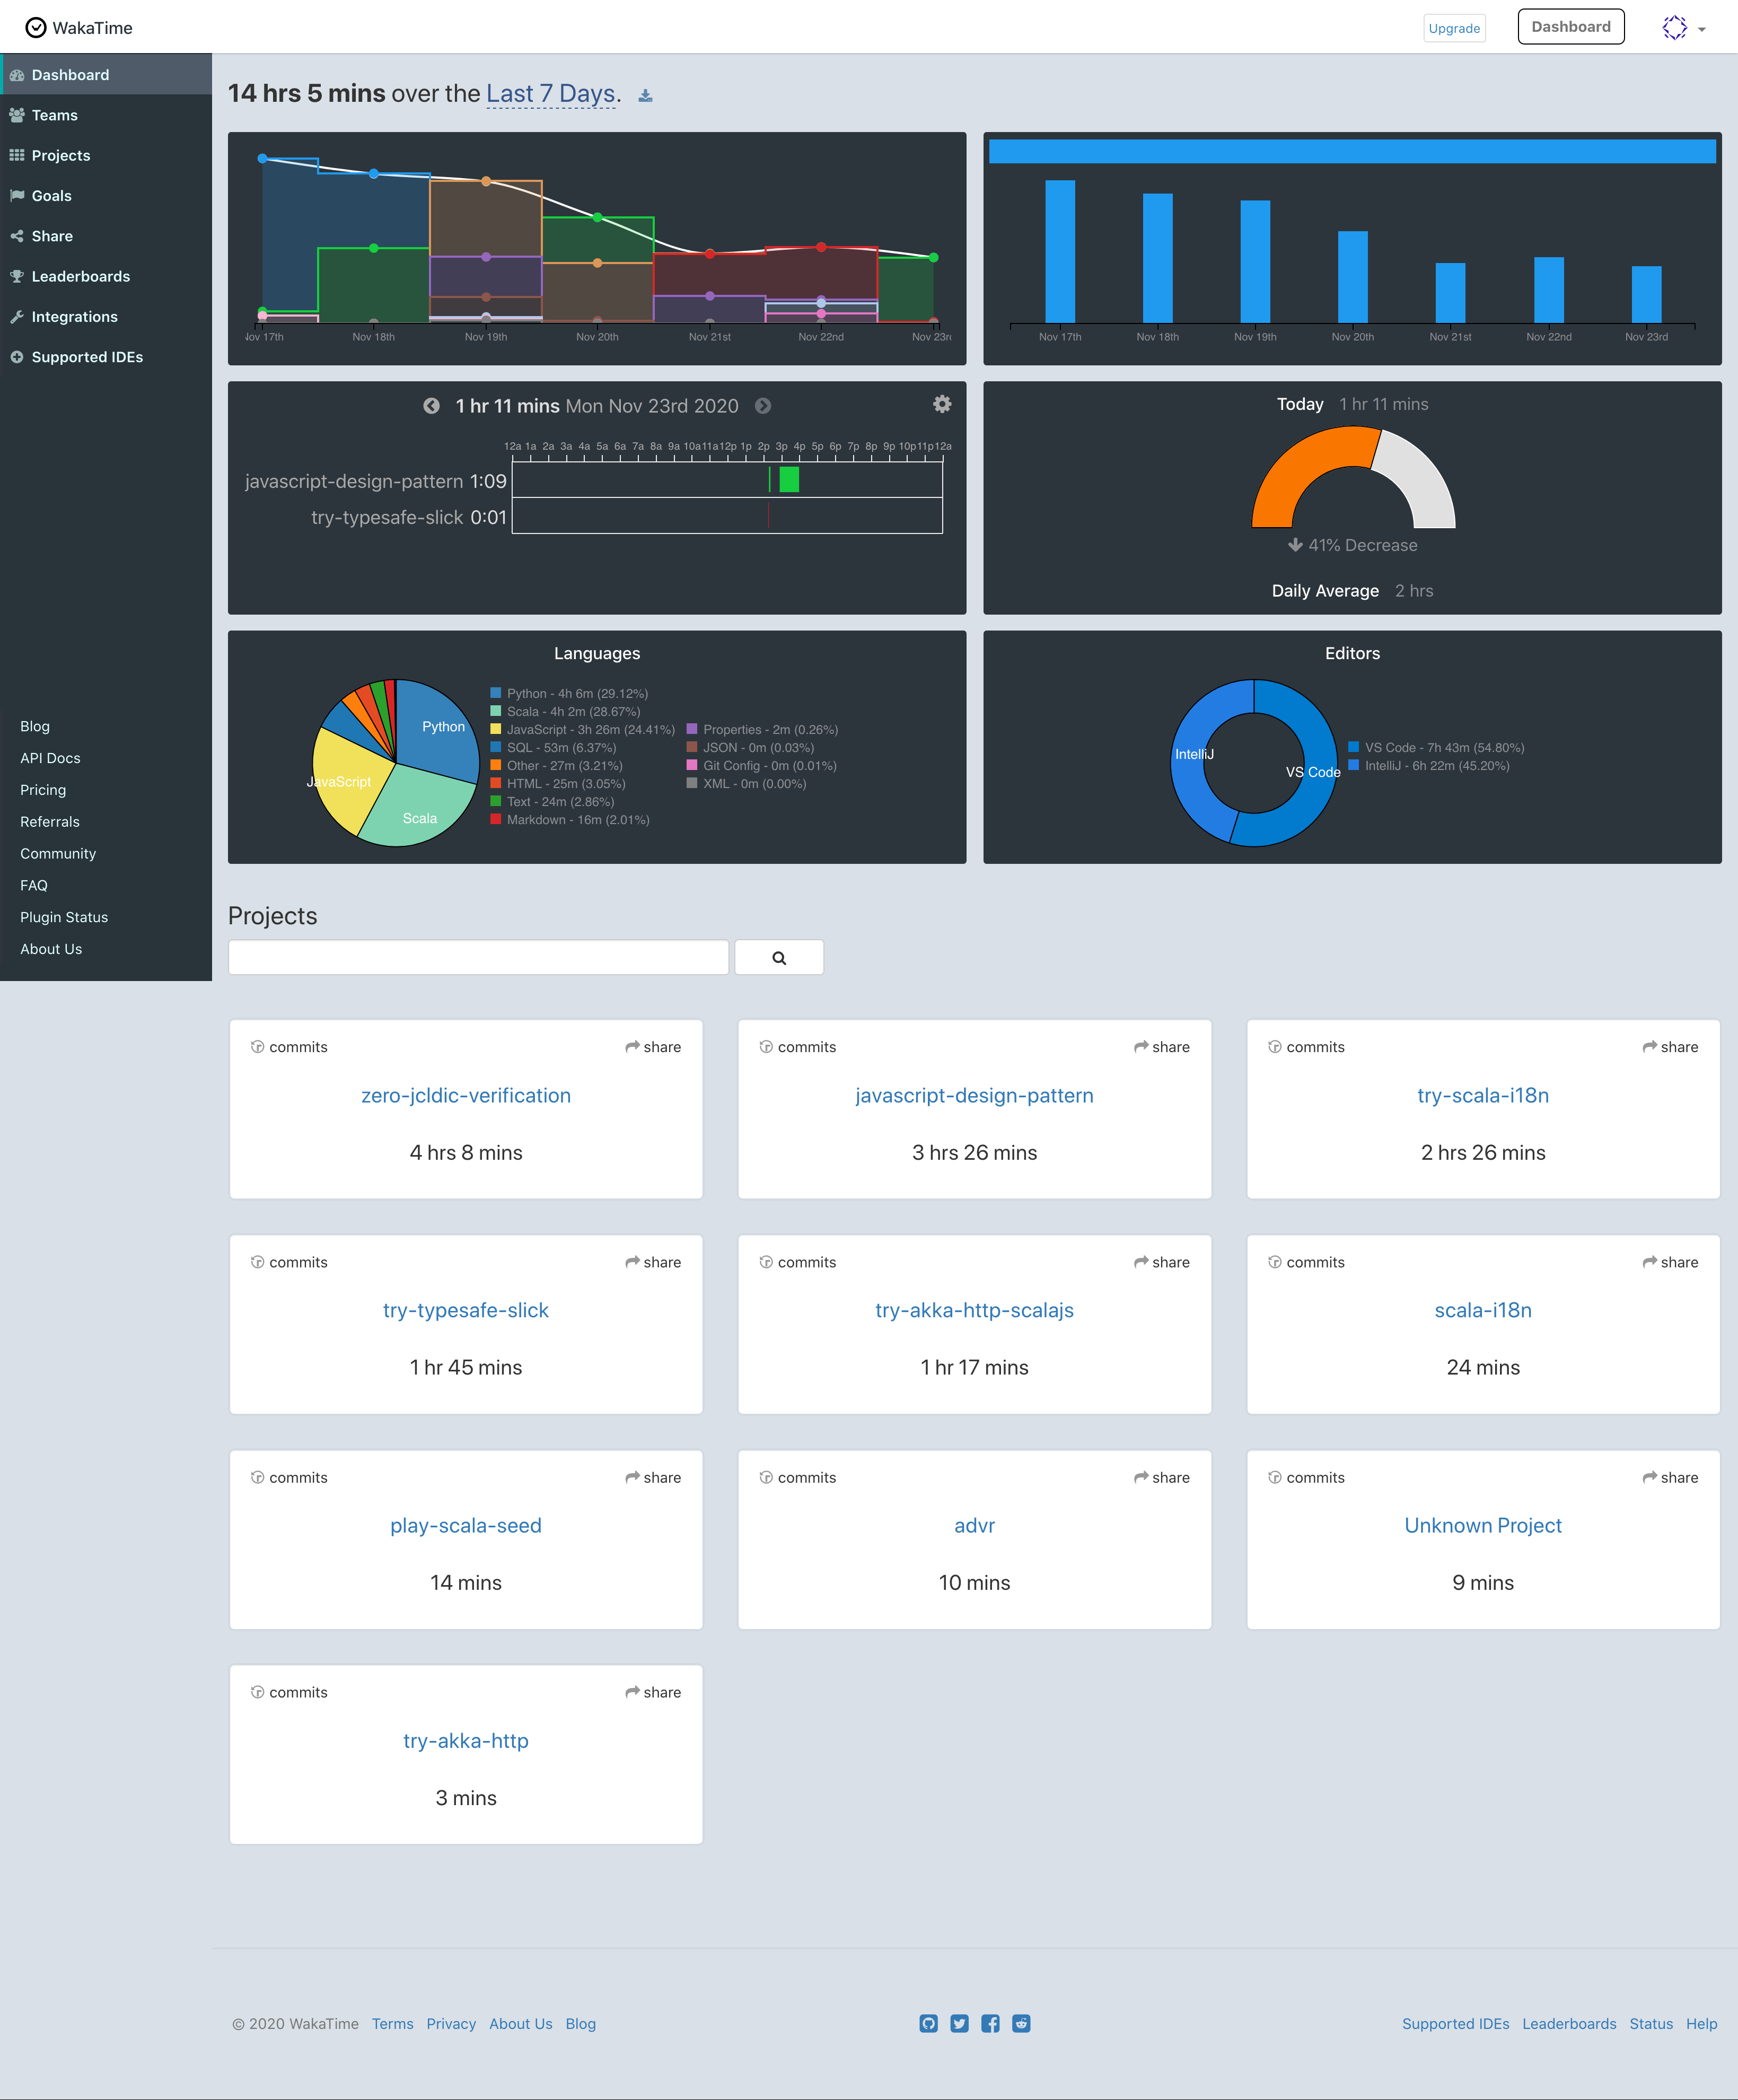 WakaTime
Upgrade
Dashboard
Dashboard
Teams
Projects
Goals
Share
Leaderboards
Integrations
Supported IDEs
Blog
API Docs
Pricing
Referrals
Community
FAQ
Plugin Status
About Us
14 hrs 5 mins over the Last 7 Days.
Nov 18th Nov 19th Nov 20th Nov 21st Nov 22nd
Nov 17th Nov 18th Nov 19th Nov 20th Nov 21st Nov 22nd Nov 23rd
1 hr 11 mins Mon Nov 23rd 2020
12a 1a 2a 3a 4a 5a 6a 7a 8a 9a 10a 11a 12p 1p 2p 3p 4p 5p 6p 7p 8p 9p 10p 11p 12a
javascript-design-pattern 1:09
try-typesafe-slick 0:01
Today 1 hr 11 mins
41% Decrease
Daily Average 2 hrs
Languages
Python
JavaScript
Scala
Python - 4h 6m (29.12%)
Scala - 4h 2m (28.67%)
JavaScript - 3h 26m (24.41%)
SQL - 53m (6.37%)
Other - 27m (3.21%)
HTML - 25m (3.05%)
Text - 24m (2.86%)
Markdown - 16m (2.01%)
Properties - 2m (0.26%)
JSON - 0m (0.03%)
Git Config - 0m (0.01%)
XML - 0m (0.00%)
Editors
IntelliJ
VS Code
VS Code - 7h 43m (54.80%)
IntelliJ - 6h 22m (45.20%)
Projects
commits share
zero-jcldic-verification
4 hrs 8 mins
commits share
javascript-design-pattern
3 hrs 26 mins
commits share
try-scala-i18n
2 hrs 26 mins
commits share
try-typesafe-slick
1 hr 45 mins
commits share
try-akka-http-scalajs
1 hr 17 mins
commits share
scala-i18n
24 mins
commits share
play-scala-seed
14 mins
commits share
advr
10 mins
commits share
Unknown Project
9 mins
commits share
try-akka-http
3 mins
© 2020 WakaTime Terms Privacy About Us Blog
Supported IDEs Leaderboards Status Help